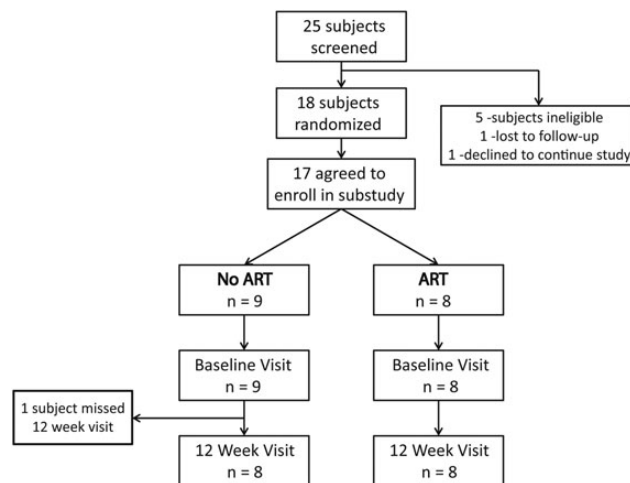 25 subjects
screened
18 subjects
randomized
5 -subjects ineligible
1 -lost to follow-up
1 -declined to continue study
17 agreed to
enroll in substudy
No ART
n = 9
ART
n = 8
Baseline Visit
n = 9
Baseline Visit
n = 8
1 subject missed
12 week visit
12 Week Visit
n = 8
12 Week Visit
n = 8